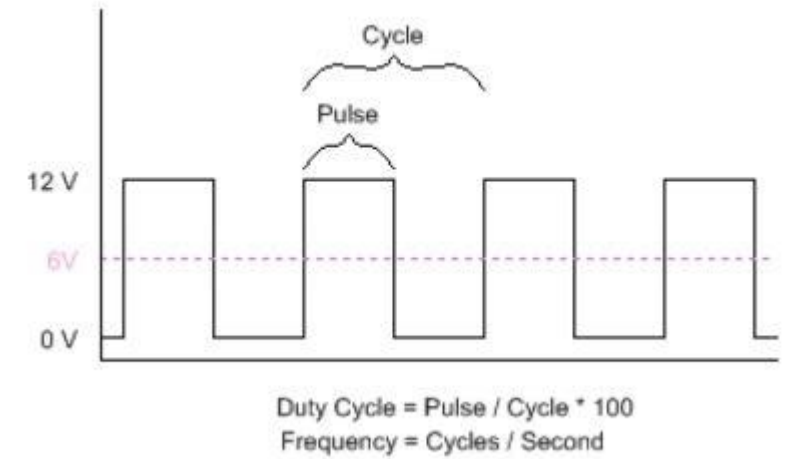 Cycle
Pulse
12 V
6V
0 V
Duty Cycle = Pulse / Cycle * 100
Frequency = Cycles / Second